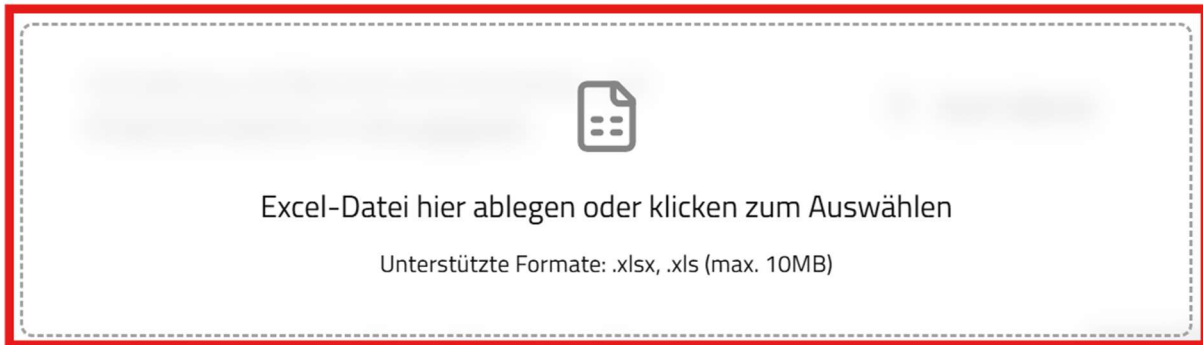 Excel-Datei hier ablegen oder klicken zum Auswählen
Unterstützte Formate: .xlsx, .xls (max. 10MB)